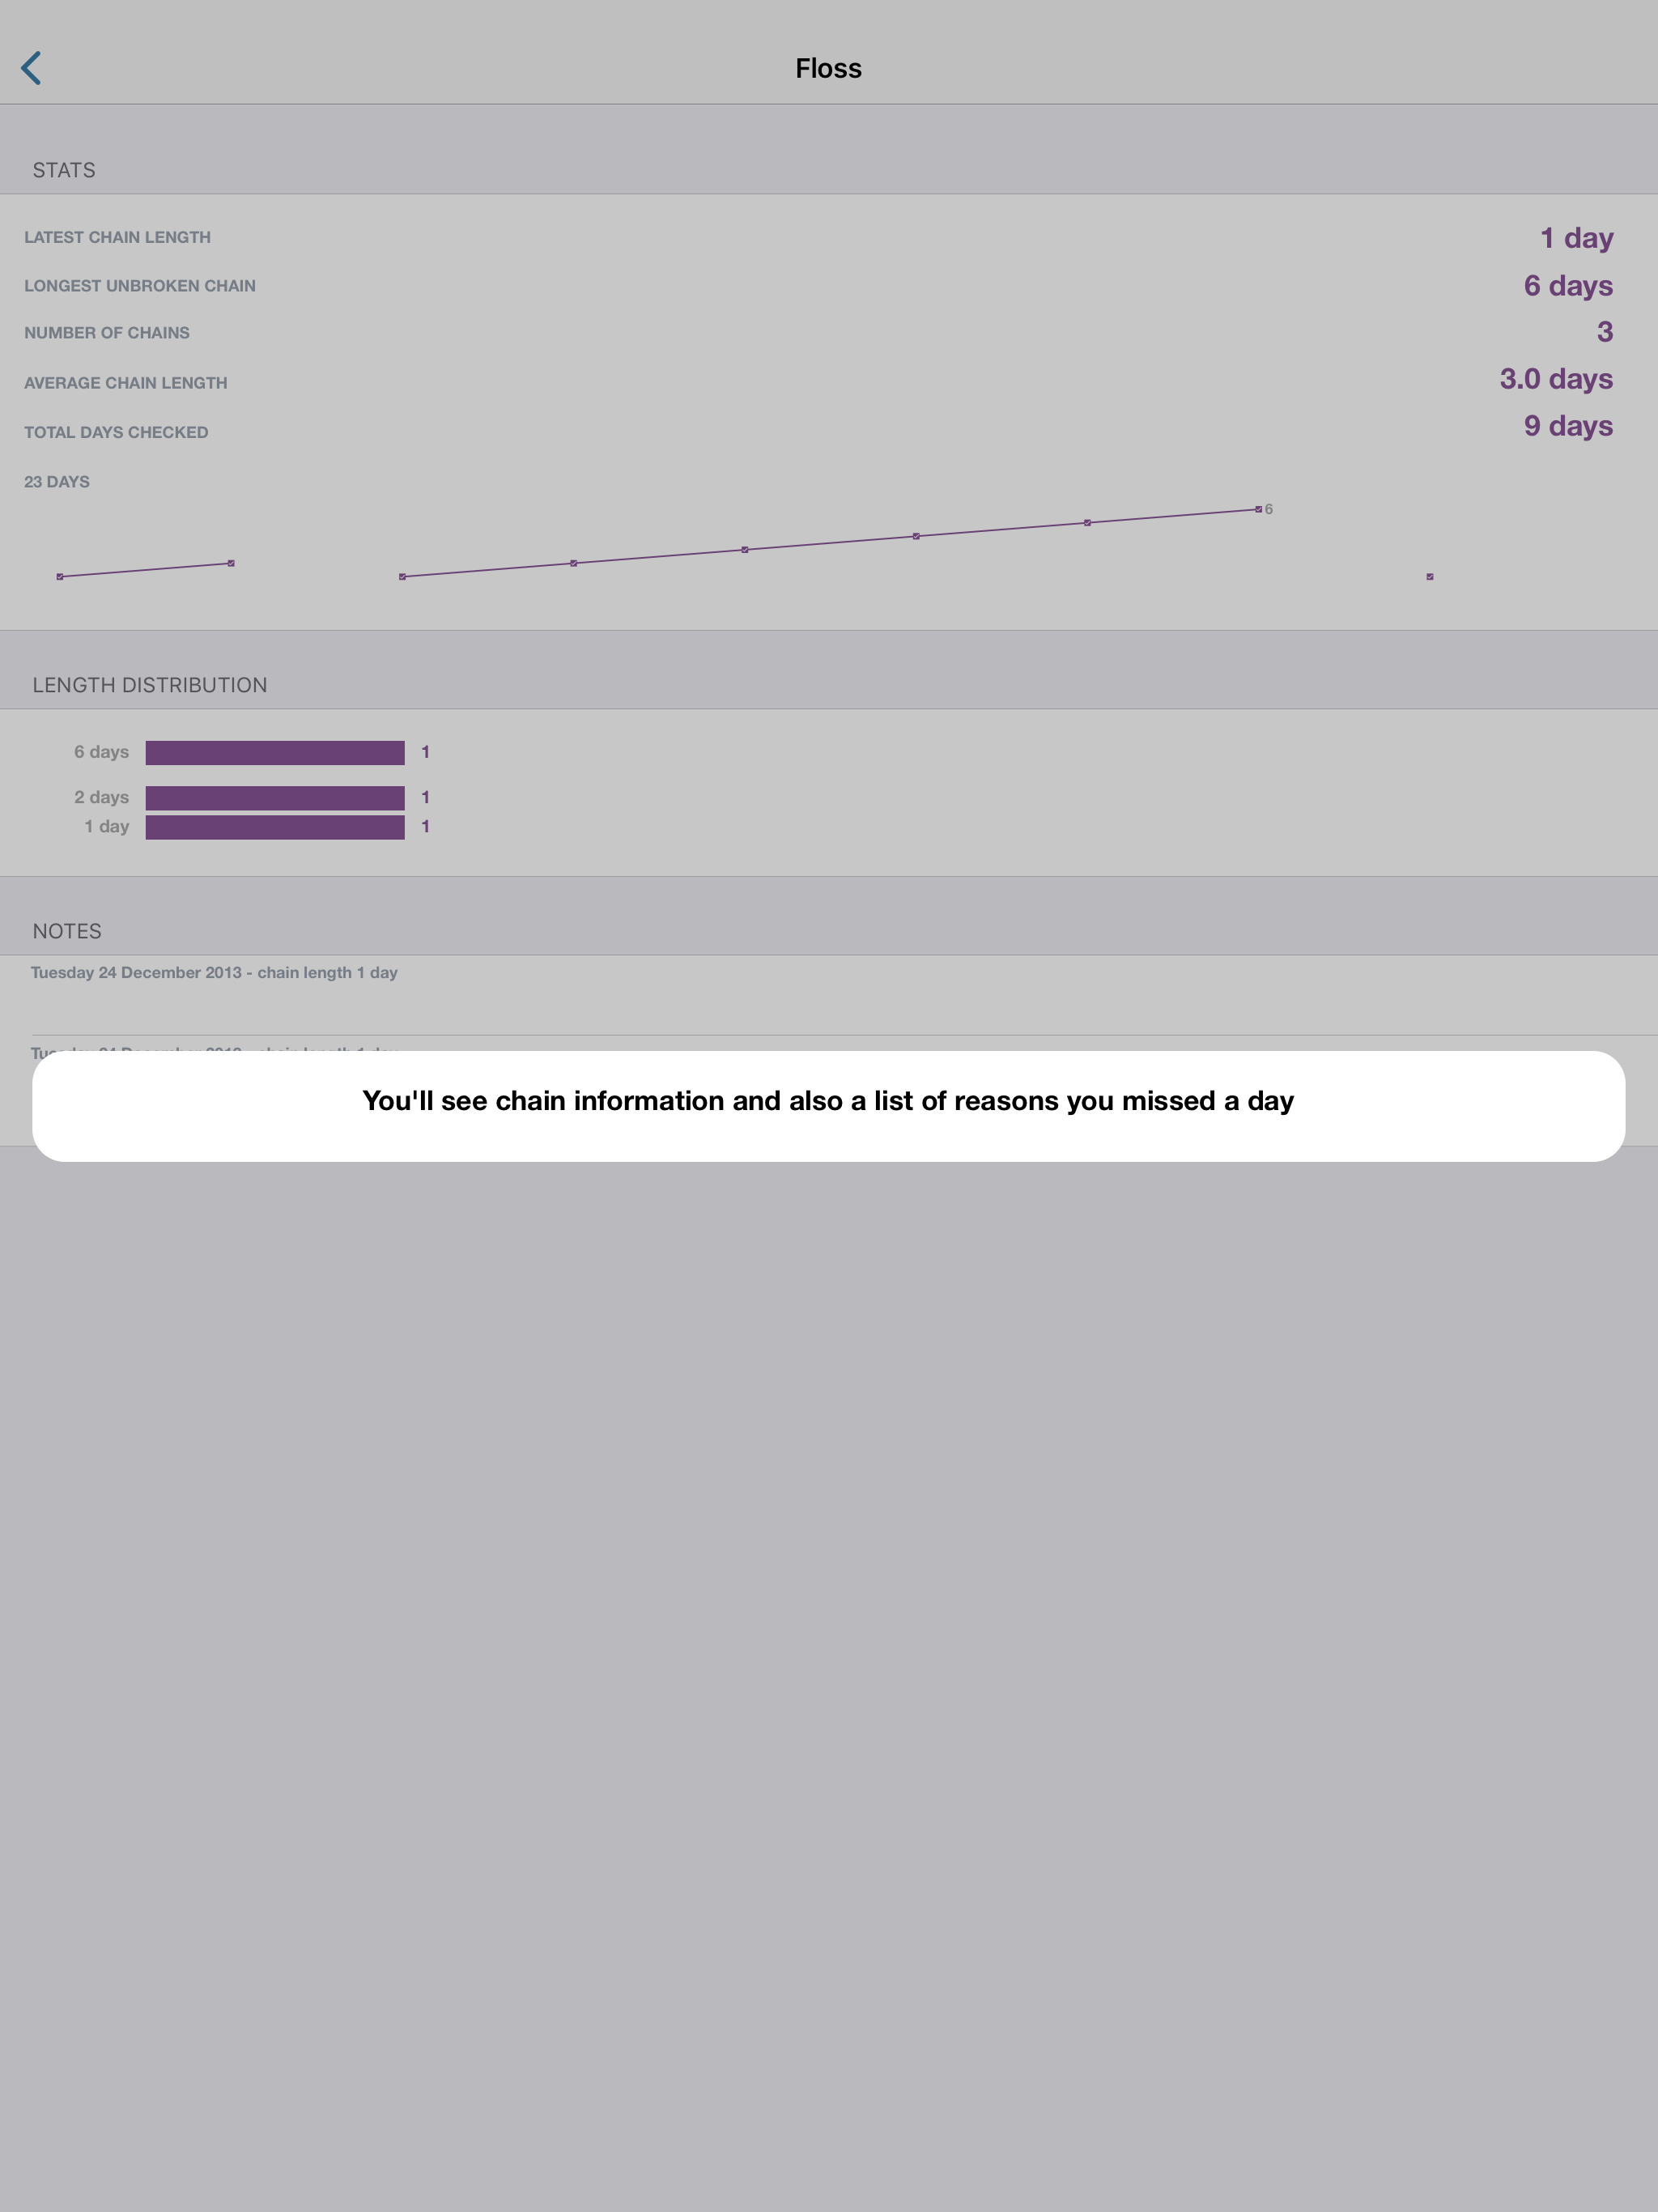 Floss
STATS
LATEST CHAIN LENGTH 1 day
LONGEST UNBROKEN CHAIN 6 days
NUMBER OF CHAINS 3
AVERAGE CHAIN LENGTH 3.0 days
TOTAL DAYS CHECKED 9 days
23 DAYS
6
LENGTH DISTRIBUTION
6 days 1
2 days 1
1 day 1
NOTES
Tuesday 24 December 2013 - chain length 1 day
You'll see chain information and also a list of reasons you missed a day